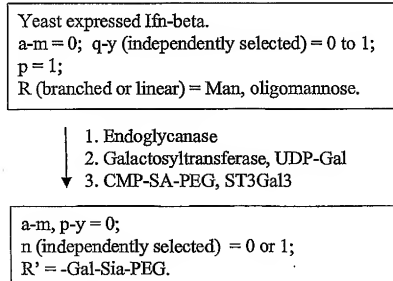 Yeast expressed Ifn-beta.
a-m = 0; q-y (independently selected) = 0 to 1;
p = 1;
R (branched or linear) = Man, oligomannose.
1. Endoglycanase
2. Galactosyltransferase, UDP-Gal
3. CMP-SA-PEG, ST3Gal3
a-m, p-y = 0;
n (independently selected) = 0 or 1;
R' = -Gal-Sia-PEG.